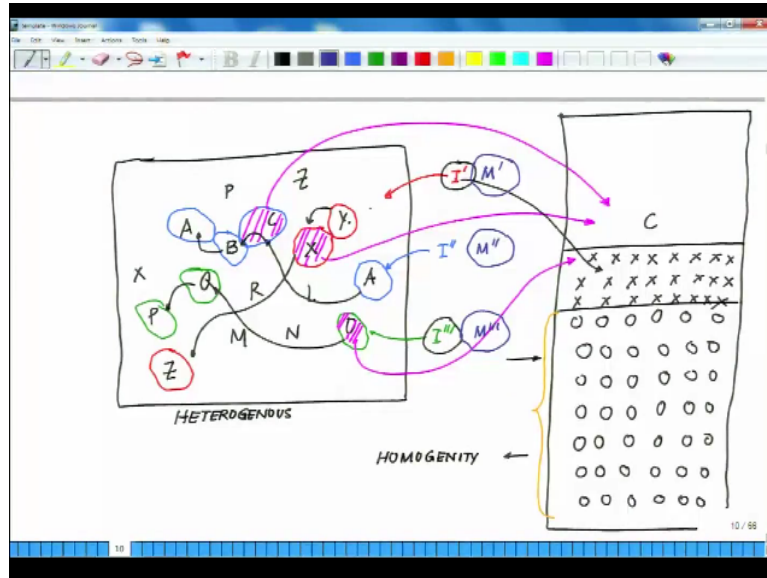 template - Windows Journal
File Edit View Insert Actions Tools Help
B I
P Z I' M'
A B C Y. C
X X A I" M"
Q R L
P M N O I''' M'''
Z
HETEROGENOUS
HOMOGENITY
x x x x x x x x
x x x x x x x x
x x x x x x x x x
10 / 66
10